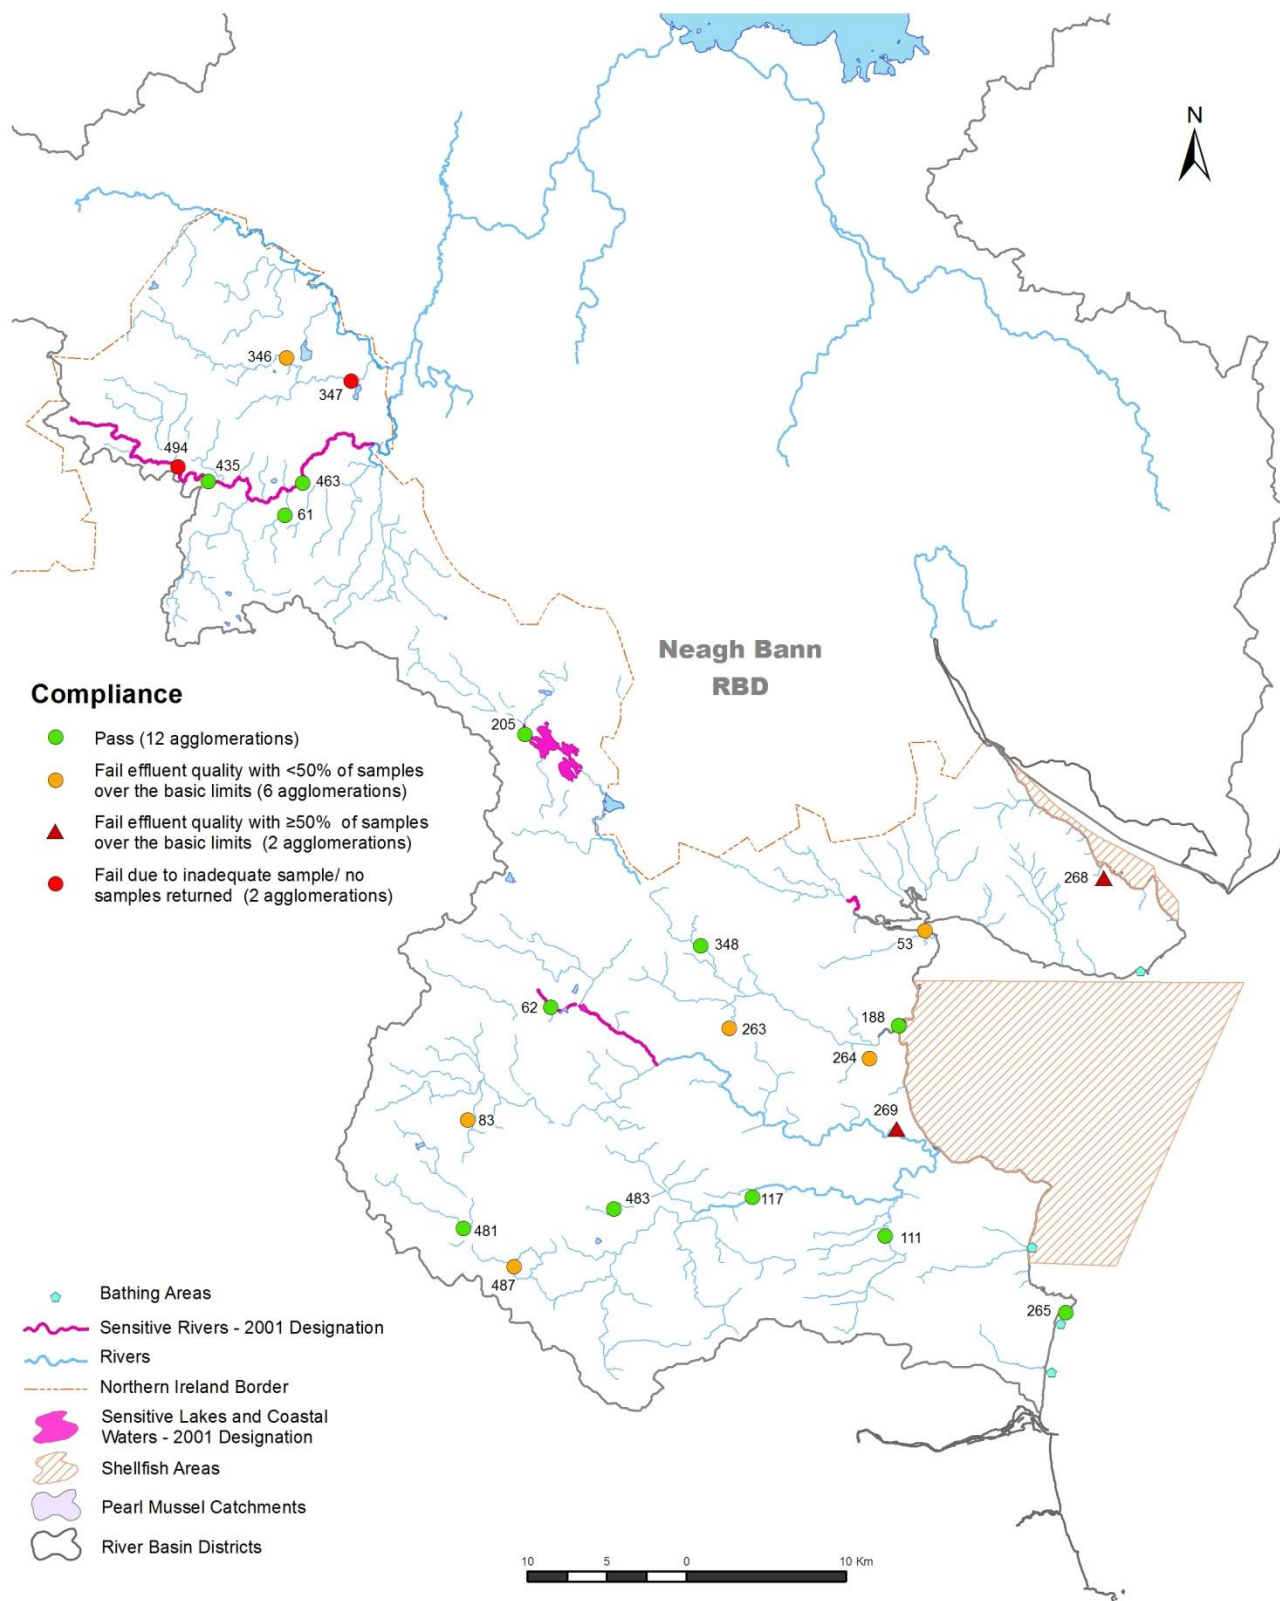 N
346
347
494
435
463
61
Neagh Bann
RBD
Compliance
Pass (12 agglomerations)
Fail effluent quality with <50% of samples
over the basic limits (6 agglomerations)
Fail effluent quality with ≥50% of samples
over the basic limits (2 agglomerations)
Fail due to inadequate sample/ no
samples returned (2 agglomerations)
205
268
53
348
62
188
263
264
269
83
483
117
481
111
487
265
Bathing Areas
Sensitive Rivers - 2001 Designation
Rivers
Northern Ireland Border
Sensitive Lakes and Coastal
Waters - 2001 Designation
Shellfish Areas
Pearl Mussel Catchments
River Basin Districts
10 5 0 10 Km